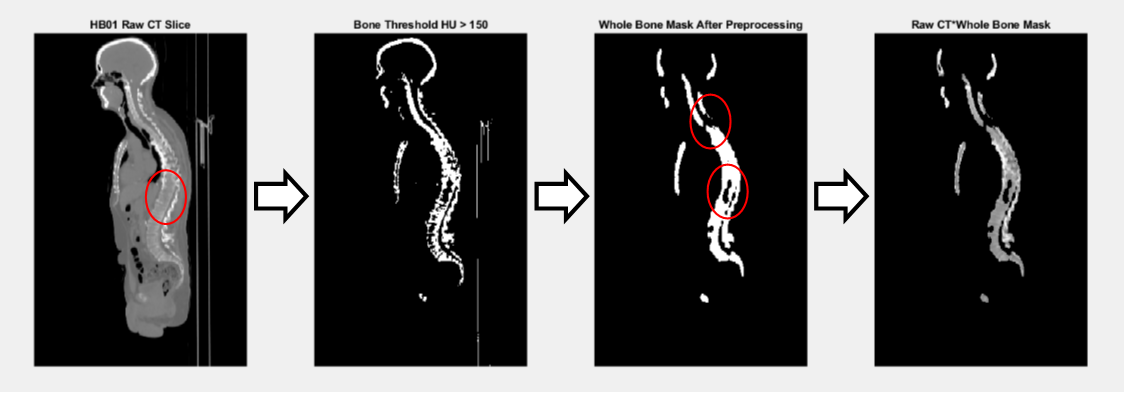 HB01 Raw CT Slice
Bone Threshold HU > 150
Whole Bone Mask After Preprocessing
Raw CT*Whole Bone Mask